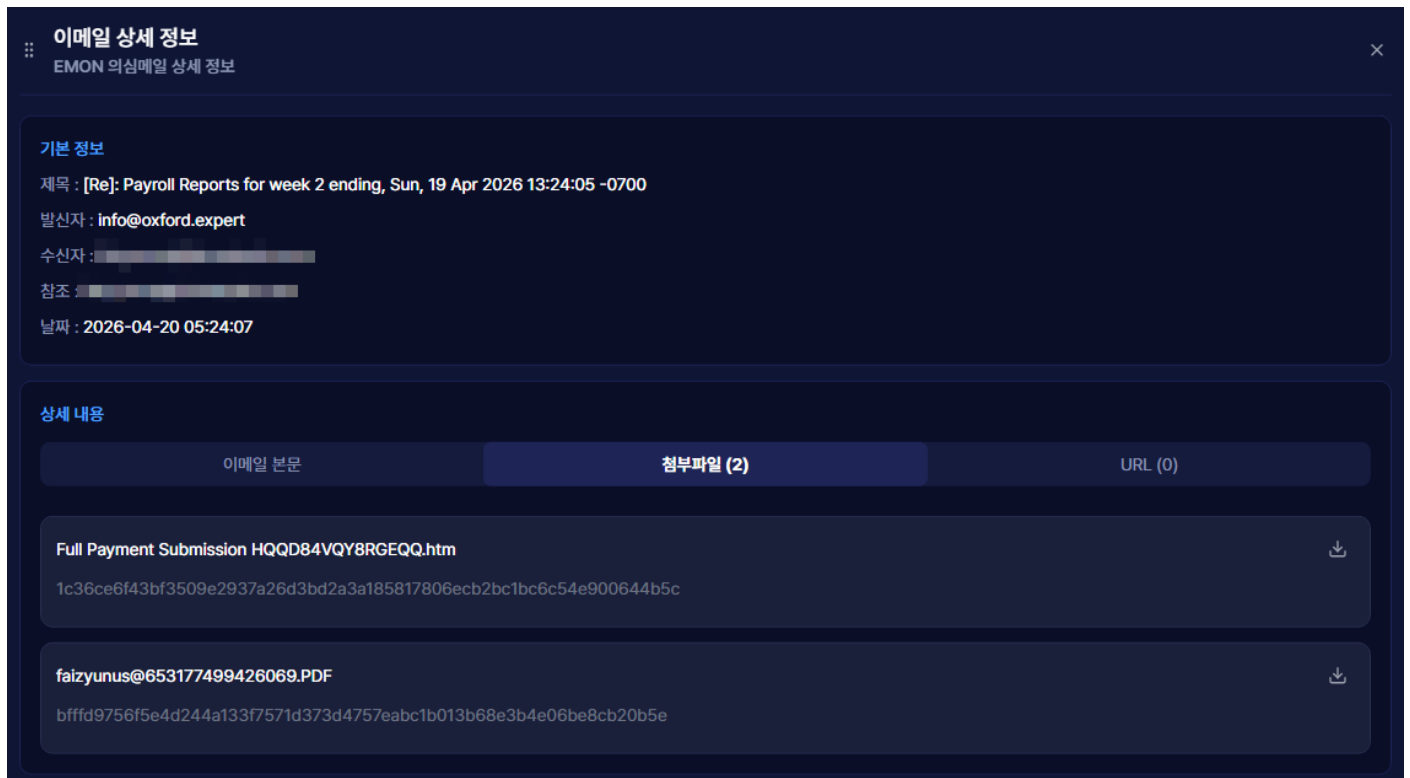 이메일 상세 정보
EMON 의심메일 상세 정보
기본 정보
제목 : [Re]: Payroll Reports for week 2 ending, Sun, 19 Apr 2026 13:24:05 -0700
발신자 : info@oxford.expert
수신자 :
참조 :
날짜 : 2026-04-20 05:24:07
상세 내용
이메일 본문 첨부파일 (2) URL (0)
Full Payment Submission HQQD84VQY8RGEQQ.htm
1c36ce6f43bf3509e2937a26d3bd2a3a185817806ecb2bc1bc6c54e900644b5c
faizyunus@653177499426069.PDF
bfffd9756f5e4d244a133f7571d373d4757eabc1b013b68e3b4e06be8cb20b5e